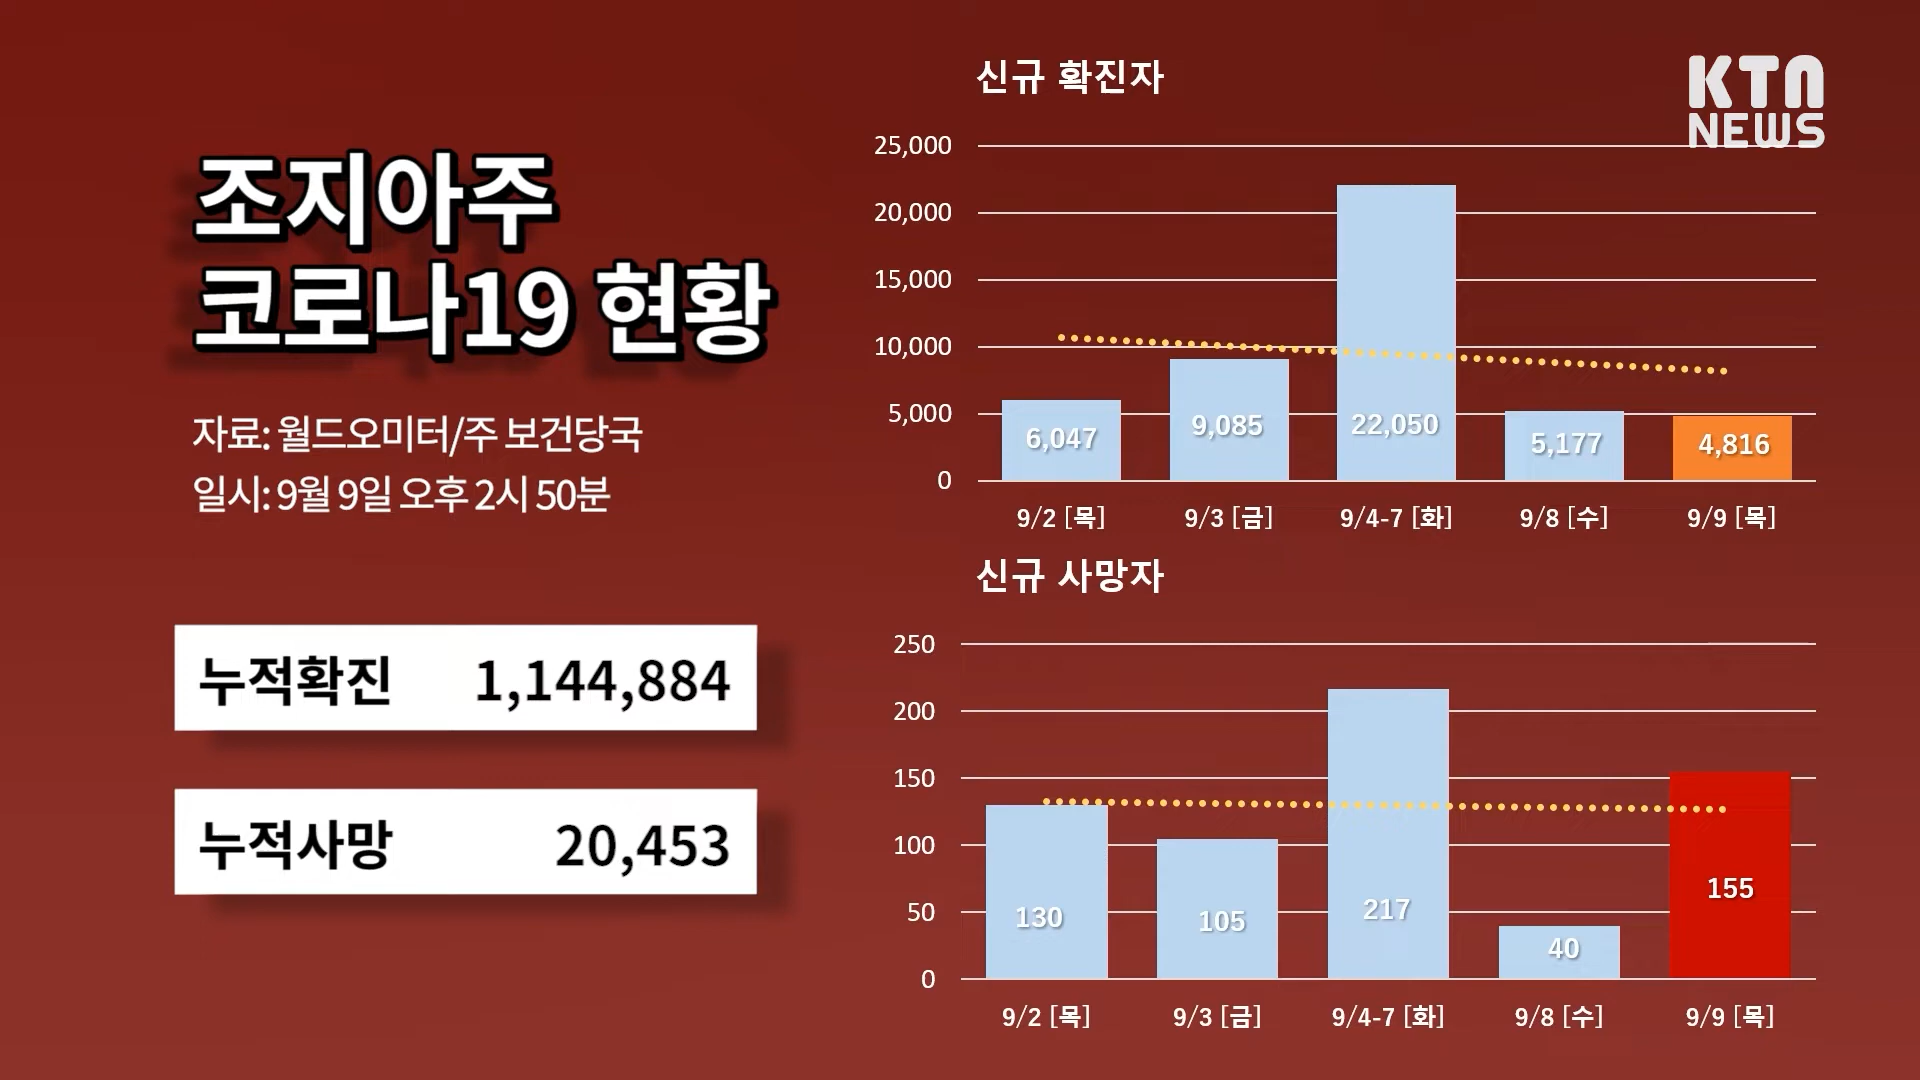 조지아주
코로나19 현황
자료: 월드오미터/주 보건당국
일시: 9월 9일 오후 2시 50분
누적확진 1,144,884
누적사망 20,453
KTN
NEWS
신규 확진자
25,000
20,000
15,000
10,000
5,000
0
6,047 9,085 22,050 5,177 4,816
9/2 [목] 9/3 [금] 9/4-7 [화] 9/8 [수] 9/9 [목]
신규 사망자
250
200
150
100
50
0
130 105 217 40 155
9/2 [목] 9/3 [금] 9/4-7 [화] 9/8 [수] 9/9 [목]